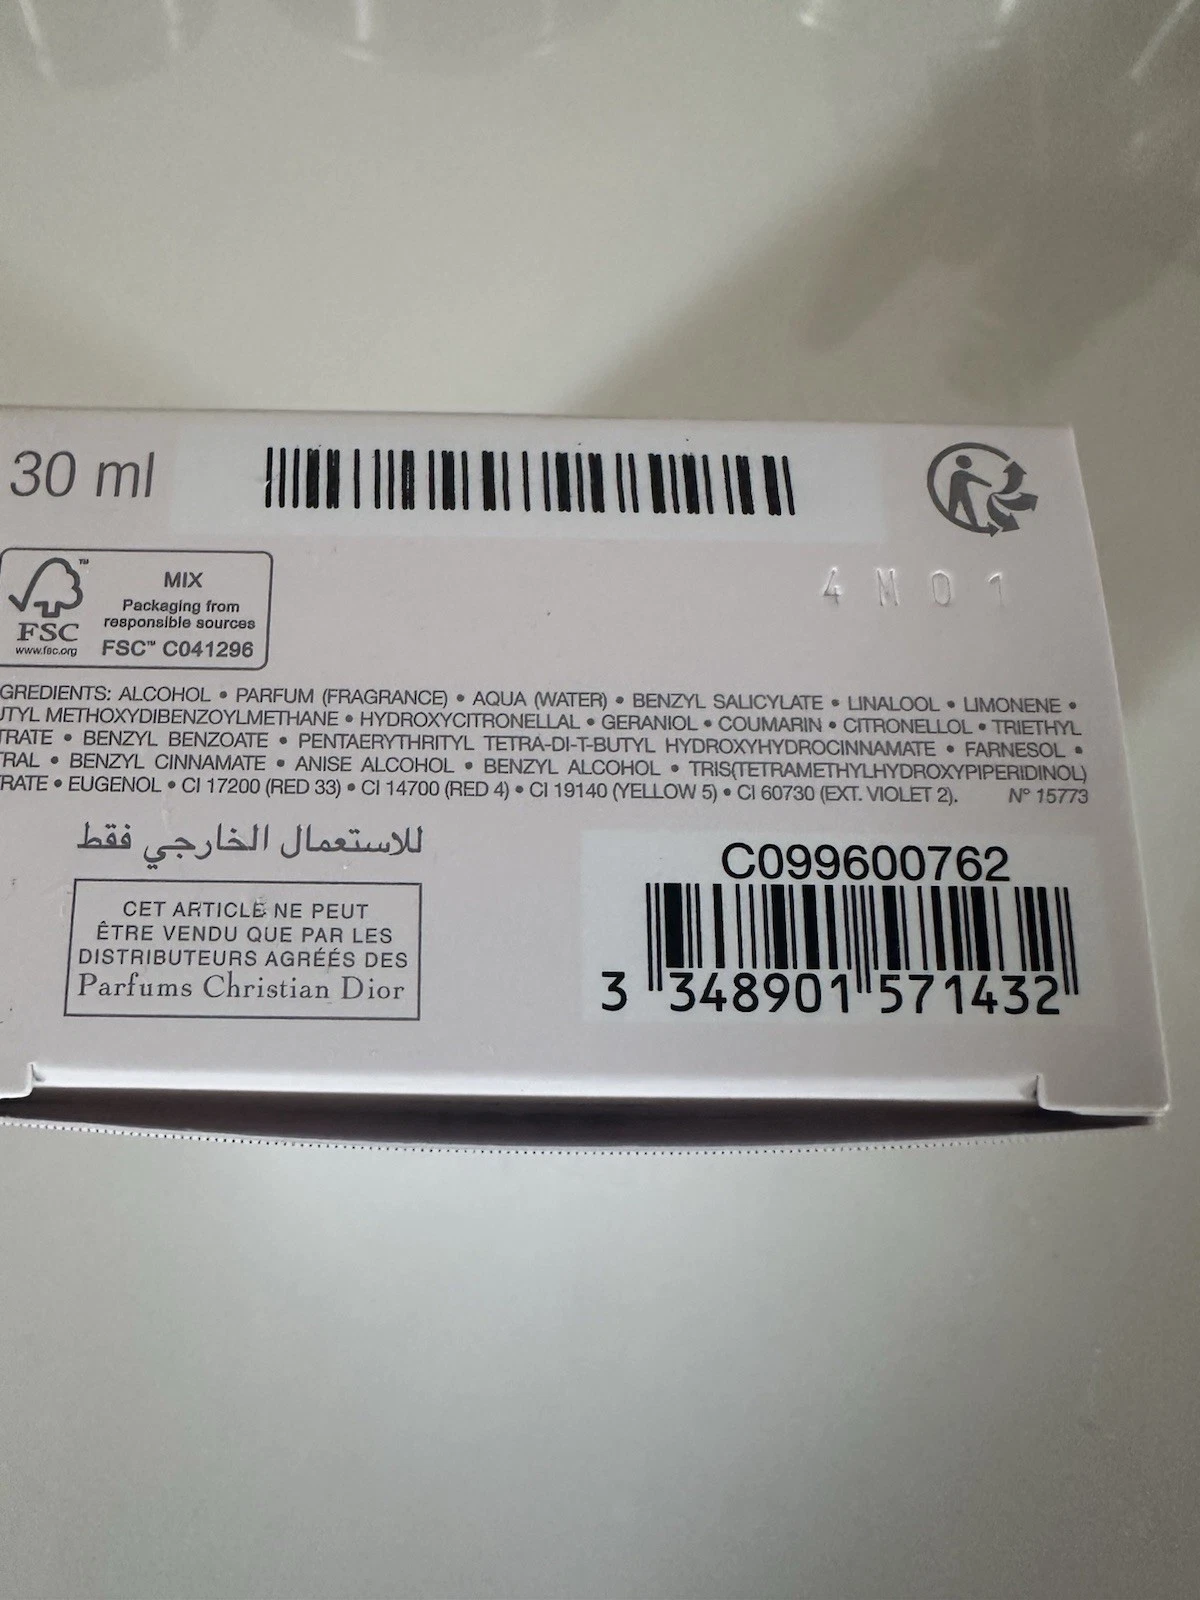 30 ml
FSC
www.fsc.org
™
MIX
Packaging from
responsible sources
FSC™ C041296
4M01
GREDIENTS: ALCOHOL • PARFUM (FRAGRANCE) • AQUA (WATER) • BENZYL SALICYLATE • LINALOOL • LIMONENE •
UTYL METHOXYDIBENZOYLMETHANE • HYDROXYCITRONELLAL • GERANIOL • COUMARIN • CITRONELLOL • TRIETHYL
TRATE • BENZYL BENZOATE • PENTAERYTHRITYL TETRA-DI-T-BUTYL HYDROXYHYDROCINNAMATE • FARNESOL •
TRAL • BENZYL CINNAMATE • ANISE ALCOHOL • BENZYL ALCOHOL • TRIS(TETRAMETHYLHYDROXYPIPERIDINOL)
RATE • EUGENOL • CI 17200 (RED 33) • CI 14700 (RED 4) • CI 19140 (YELLOW 5) • CI 60730 (EXT. VIOLET 2). N° 15773
للاستعمال الخارجي فقط
CET ARTICLE NE PEUT
ÊTRE VENDU QUE PAR LES
DISTRIBUTEURS AGRÉÉS DES
Parfums Christian Dior
C099600762
3 348901 571432